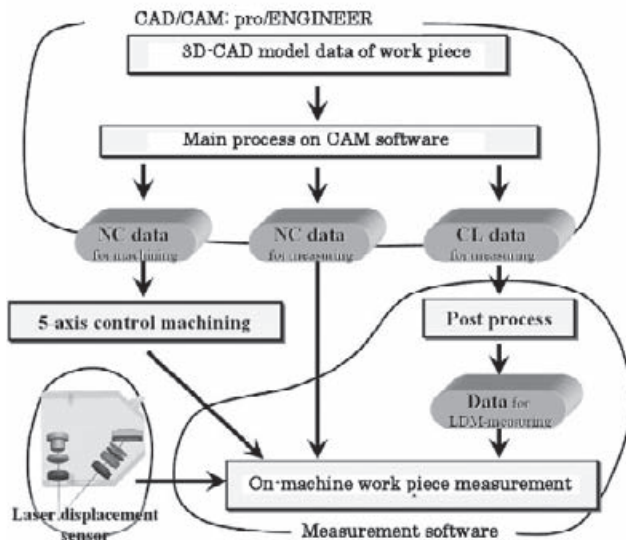 CAD/CAM: pro/ENGINEER
3D-CAD model data of work piece
Main process on CAM software
NC data
for machining
NC data
for measuring
CL data
for measuring
5-axis control machining
Post process
Data for
LDM-measuring
On-machine work piece measurement
Laser displacement
sensor
Measurement software